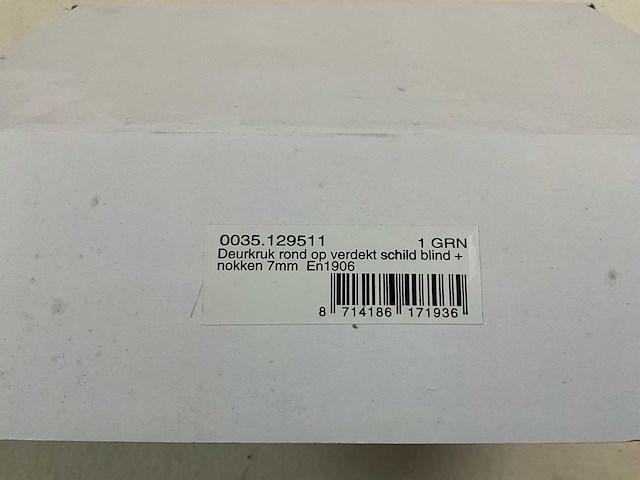 0035.129511 1 GRN
Deurkruk rond op verdekt schild blind +
nokken 7mm En1906
8 714186 171936